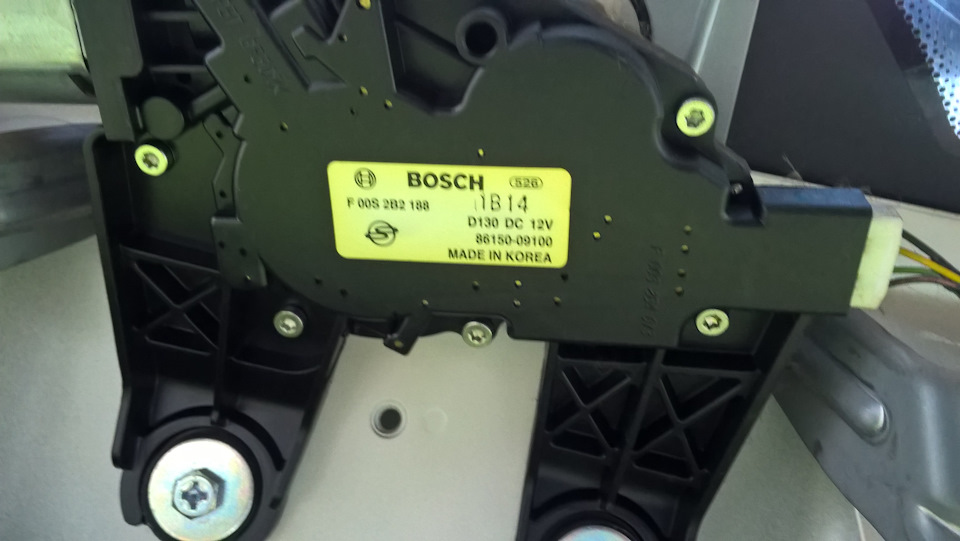 BOSCH 526
F 00S 2B2 188 1B14
D130 DC 12V
86150-09100
MADE IN KOREA